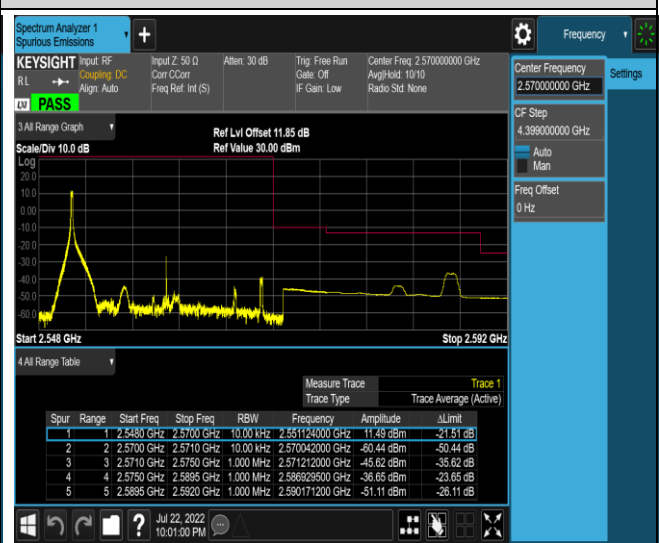 Spectrum Analyzer 1
Spurious Emissions
+
Frequency
KEYSIGHT Input: RF Input Z: 50 Ω Atten: 30 dB Trig: Free Run Center Freq: 2.570000000 GHz
RL Coupling: DC Corr CCorr Gate: Off Avg|Hold: 10/10
Align: Auto Freq Ref: Int (S) IF Gain: Low Radio Std: None
LXI PASS
Center Frequency
2.570000000 GHz
Settings
CF Step
4.399000000 GHz
Auto
Man
Freq Offset
0 Hz
3 All Range Graph
Ref Lvl Offset 11.85 dB
Scale/Div 10.0 dB Ref Value 30.00 dBm
Log
20.0
10.0
0.00
-10.0
-20.0
-30.0
-40.0
-50.0
-60.0
Start 2.548 GHz Stop 2.592 GHz
4 All Range Table
Measure Trace Trace 1
Trace Type Trace Average (Active)
Spur Range Start Freq Stop Freq RBW Frequency Amplitude ΔLimit
1 1 2.5480 GHz 2.5700 GHz 10.00 kHz 2.551124000 GHz 11.49 dBm -21.51 dB
2 2 2.5700 GHz 2.5710 GHz 10.00 kHz 2.570042000 GHz -60.44 dBm -50.44 dB
3 3 2.5710 GHz 2.5750 GHz 1.000 MHz 2.571212000 GHz -45.62 dBm -35.62 dB
4 4 2.5750 GHz 2.5895 GHz 1.000 MHz 2.586929500 GHz -36.65 dBm -23.65 dB
5 5 2.5895 GHz 2.5920 GHz 1.000 MHz 2.590171200 GHz -51.11 dBm -26.11 dB
?
Jul 22, 2022
10:01:00 PM